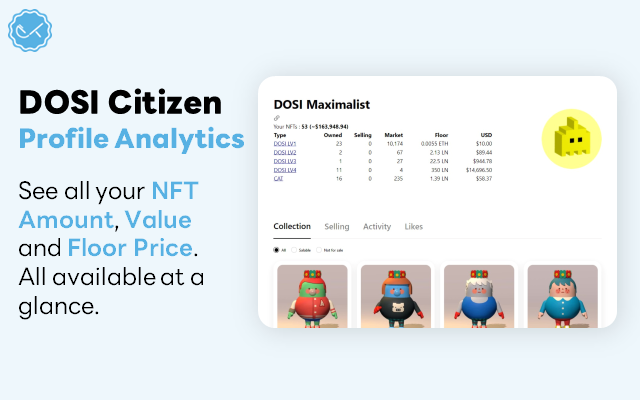 DOSI Citizen
Profile Analytics
See all your NFT
Amount, Value
and Floor Price.
All available at a
glance.
DOSI Maximalist
Your NFTs : 53 (~$163,948.94)
Type Owned Selling Market Floor USD
DOSI LV1 23 0 10,174 0.0055 ETH $10.00
DOSI LV2 2 0 67 2.13 LN $89.44
DOSI LV3 1 0 27 22.5 LN $944.78
DOSI LV4 11 0 4 350 LN $14,696.50
CAT 16 0 235 1.39 LN $58.37
Collection Selling Activity Likes
All Salable Not for sale